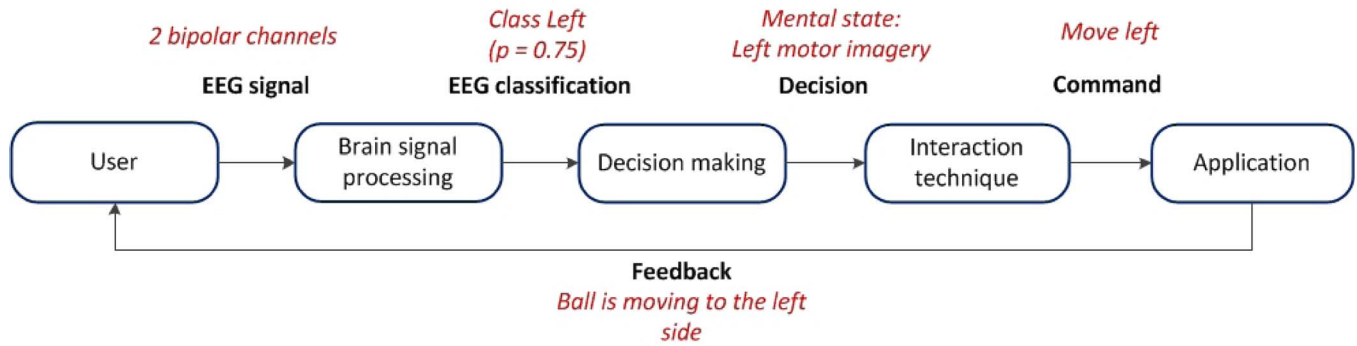 2 bipolar channels
Class Left
(p = 0.75)
Mental state:
Left motor imagery
Move left
EEG signal
EEG classification
Decision
Command
User
Brain signal
processing
Decision making
Interaction
technique
Application
Feedback
Ball is moving to the left
side